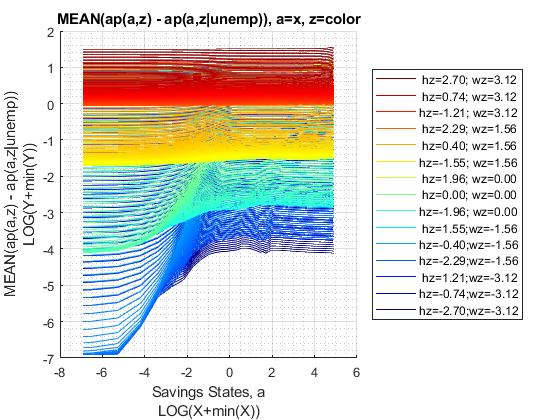 MEAN(ap(a,z) - ap(a,z|unemp)), a=x, z=color
MEAN(ap(a,z) - ap(a,z|unemp))
LOG(Y+min(Y))
2
1
0
-1
-2
-3
-4
-5
-6
-7
-8
-6
-4
-2
0
2
4
6
Savings States, a
LOG(X+min(X))
hz=2.70; wz=3.12
hz=0.74; wz=3.12
hz=-1.21; wz=3.12
hz=2.29; wz=1.56
hz=0.40; wz=1.56
hz=-1.55; wz=1.56
hz=1.96; wz=0.00
hz=0.00; wz=0.00
hz=-1.96; wz=0.00
hz=1.55;wz=-1.56
hz=-0.40;wz=-1.56
hz=-2.29;wz=-1.56
hz=1.21;wz=-3.12
hz=-0.74;wz=-3.12
hz=-2.70;wz=-3.12